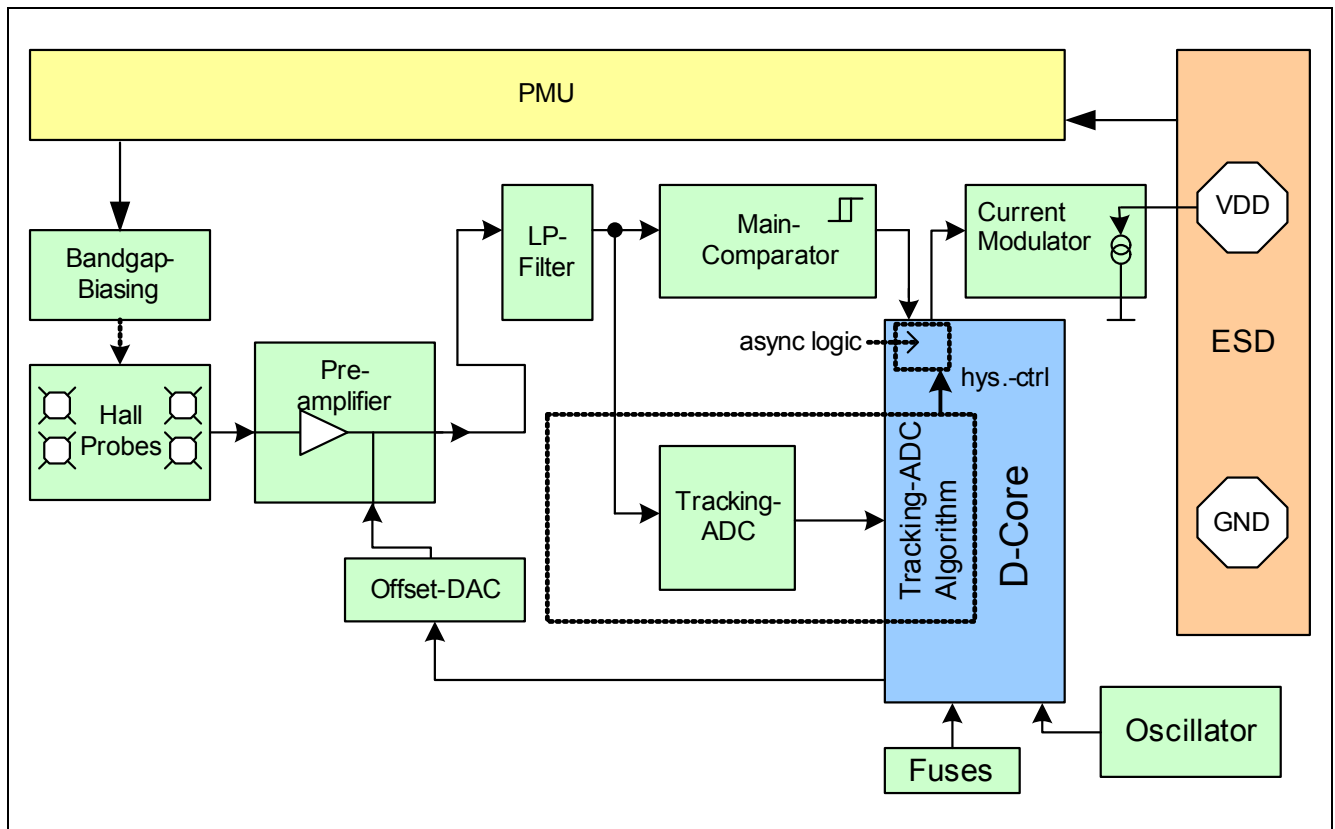 PMU
VDD
ESD
GND
Bandgap-
Biasing
LP-
Filter
Main-
Comparator
Current
Modulator
async logic
hys.-ctrl
Hall
Probes
Pre-
amplifier
Tracking-
ADC
Tracking-ADC
Algorithm
D-Core
Offset-DAC
Fuses
Oscillator